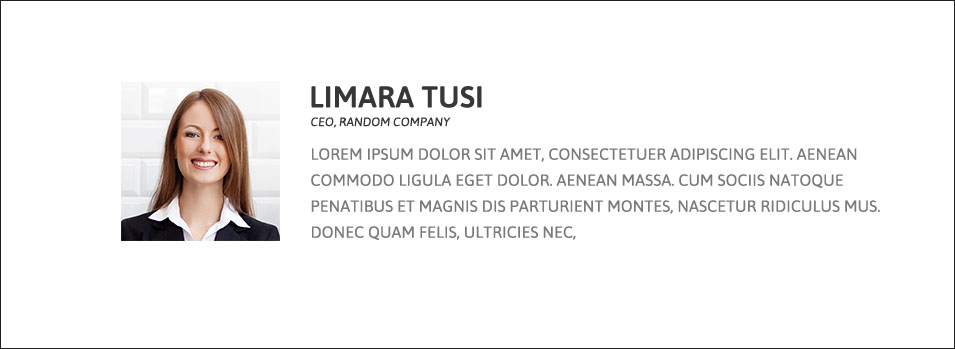 LIMARA TUSI
CEO, RANDOM COMPANY
LOREM IPSUM DOLOR SIT AMET, CONSECTETUER ADIPISCING ELIT. AENEAN
COMMODO LIGULA EGET DOLOR. AENEAN MASSA. CUM SOCIIS NATOQUE
PENATIBUS ET MAGNIS DIS PARTURIENT MONTES, NASCETUR RIDICULUS MUS.
DONEC QUAM FELIS, ULTRICIES NEC,